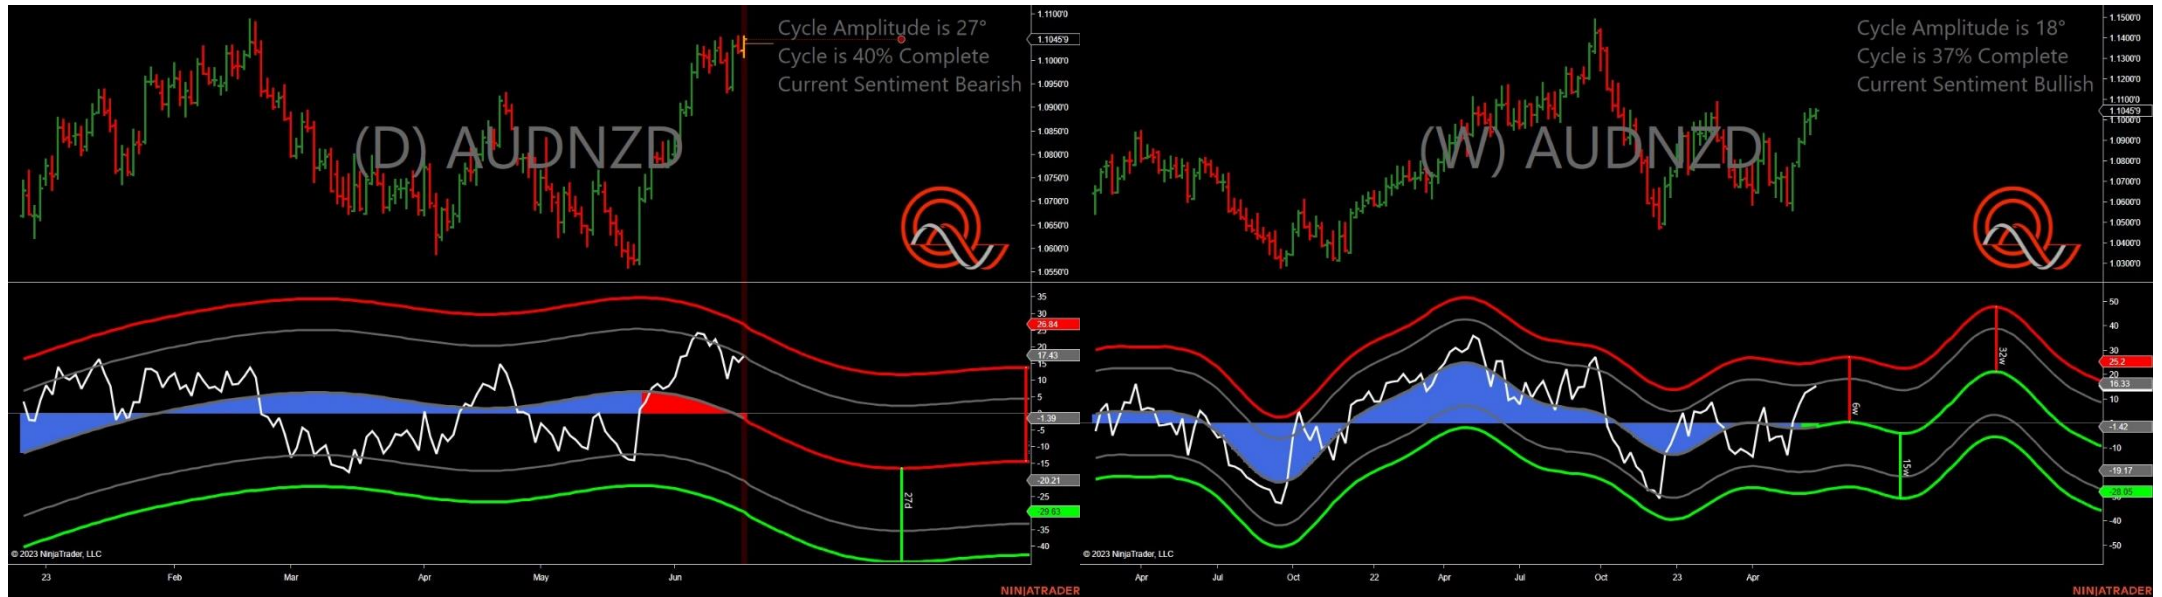 Cycle Amplitude is 27°
Cycle is 40% Complete
Current Sentiment Bearish
(D) AUDNZD
1.1100'0
1.1045'9
1.1000'0
1.0950'0
1.0900'0
1.0850'0
1.0800'0
1.0750'0
1.0700'0
1.0650'0
1.0600'0
1.0550'0
35
30
26.84
25
20
17.43
15
10
5
0
-1.39
-5
-10
-15
-20.21
-25
-29.63
-35
-40
27d
© 2023 NinjaTrader, LLC
23
Feb
Mar
Apr
May
Jun
NINJATRADER
Cycle Amplitude is 18°
Cycle is 37% Complete
Current Sentiment Bullish
(W) AUDNZD
1.1500'0
1.1400'0
1.1300'0
1.1200'0
1.1100'0
1.1045'9
1.1000'0
1.0900'0
1.0800'0
1.0700'0
1.0600'0
1.0500'0
1.0400'0
1.0300'0
50
40
30
25.2
20
16.33
10
-1.42
-10
-19.17
-28.05
-40
-50
6w
15w
32w
© 2023 NinjaTrader, LLC
Apr
Jul
Oct
22
Apr
Jul
Oct
23
Apr
NINJATRADER